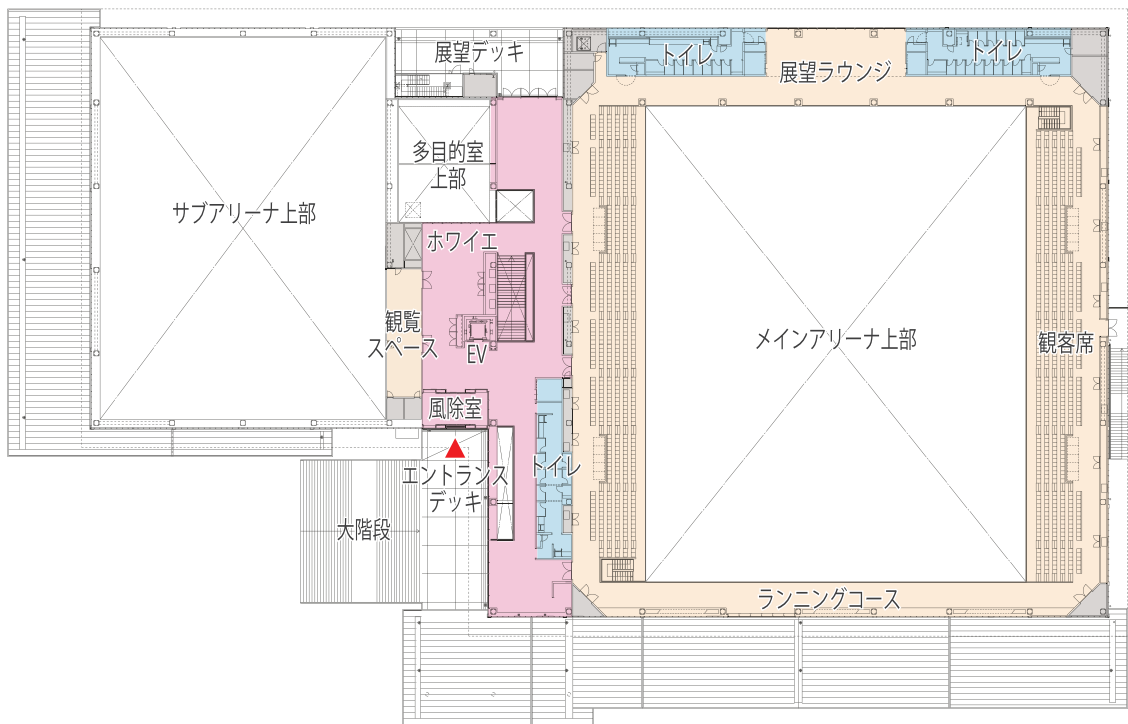 展望デッキ
トイレ
トイレ
展望ラウンジ
多目的室
上部
サブアリーナ上部
ホワイエ
観覧
スペース
EV
メインアリーナ上部
観客席
風除室
トイレ
エントランス
デッキ
大階段
ランニングコース